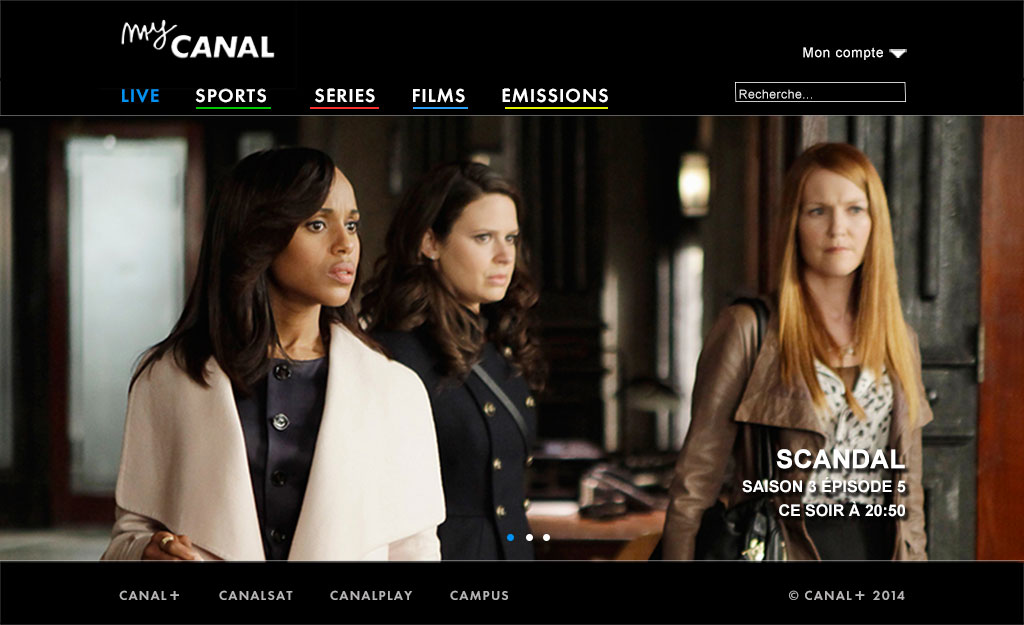 my CANAL
Mon compte
LIVE SPORTS SERIES FILMS EMISSIONS
Recherche...
SCANDAL
SAISON 3 ÉPISODE 5
CE SOIR À 20:50
CANAL+ CANALSAT CANALPLAY CAMPUS © CANAL+ 2014